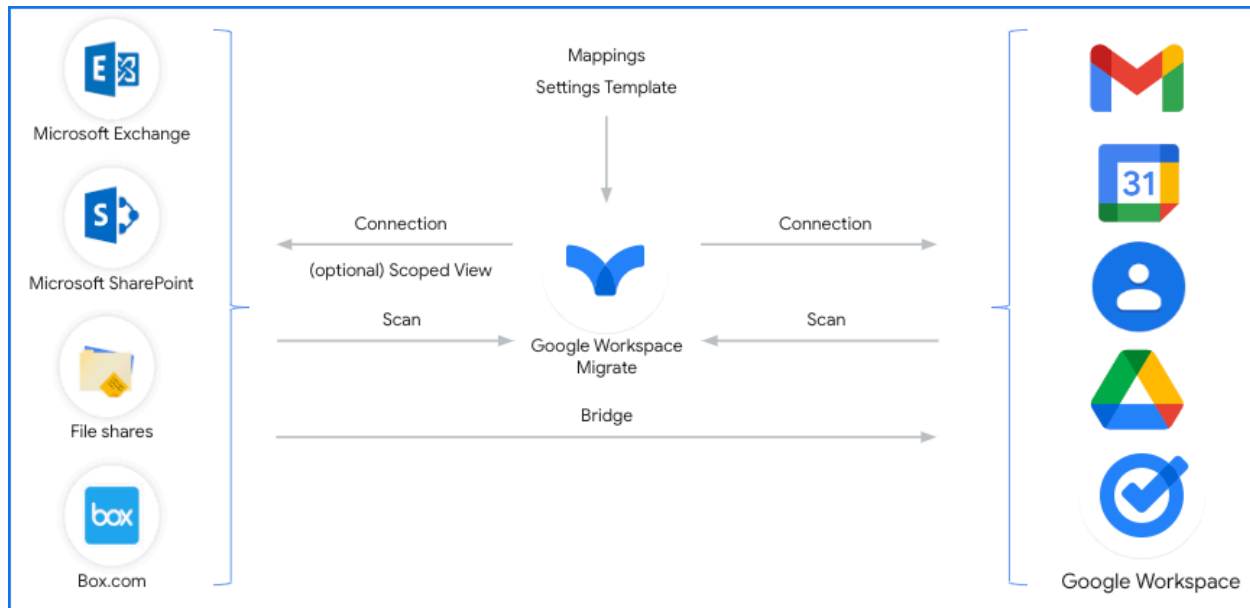 E
Microsoft Exchange
S
Microsoft SharePoint
File shares
box
Box.com
Mappings
Settings Template
Connection
(optional) Scoped View
Scan
Google Workspace
Migrate
Connection
Scan
Bridge
31
Google Workspace